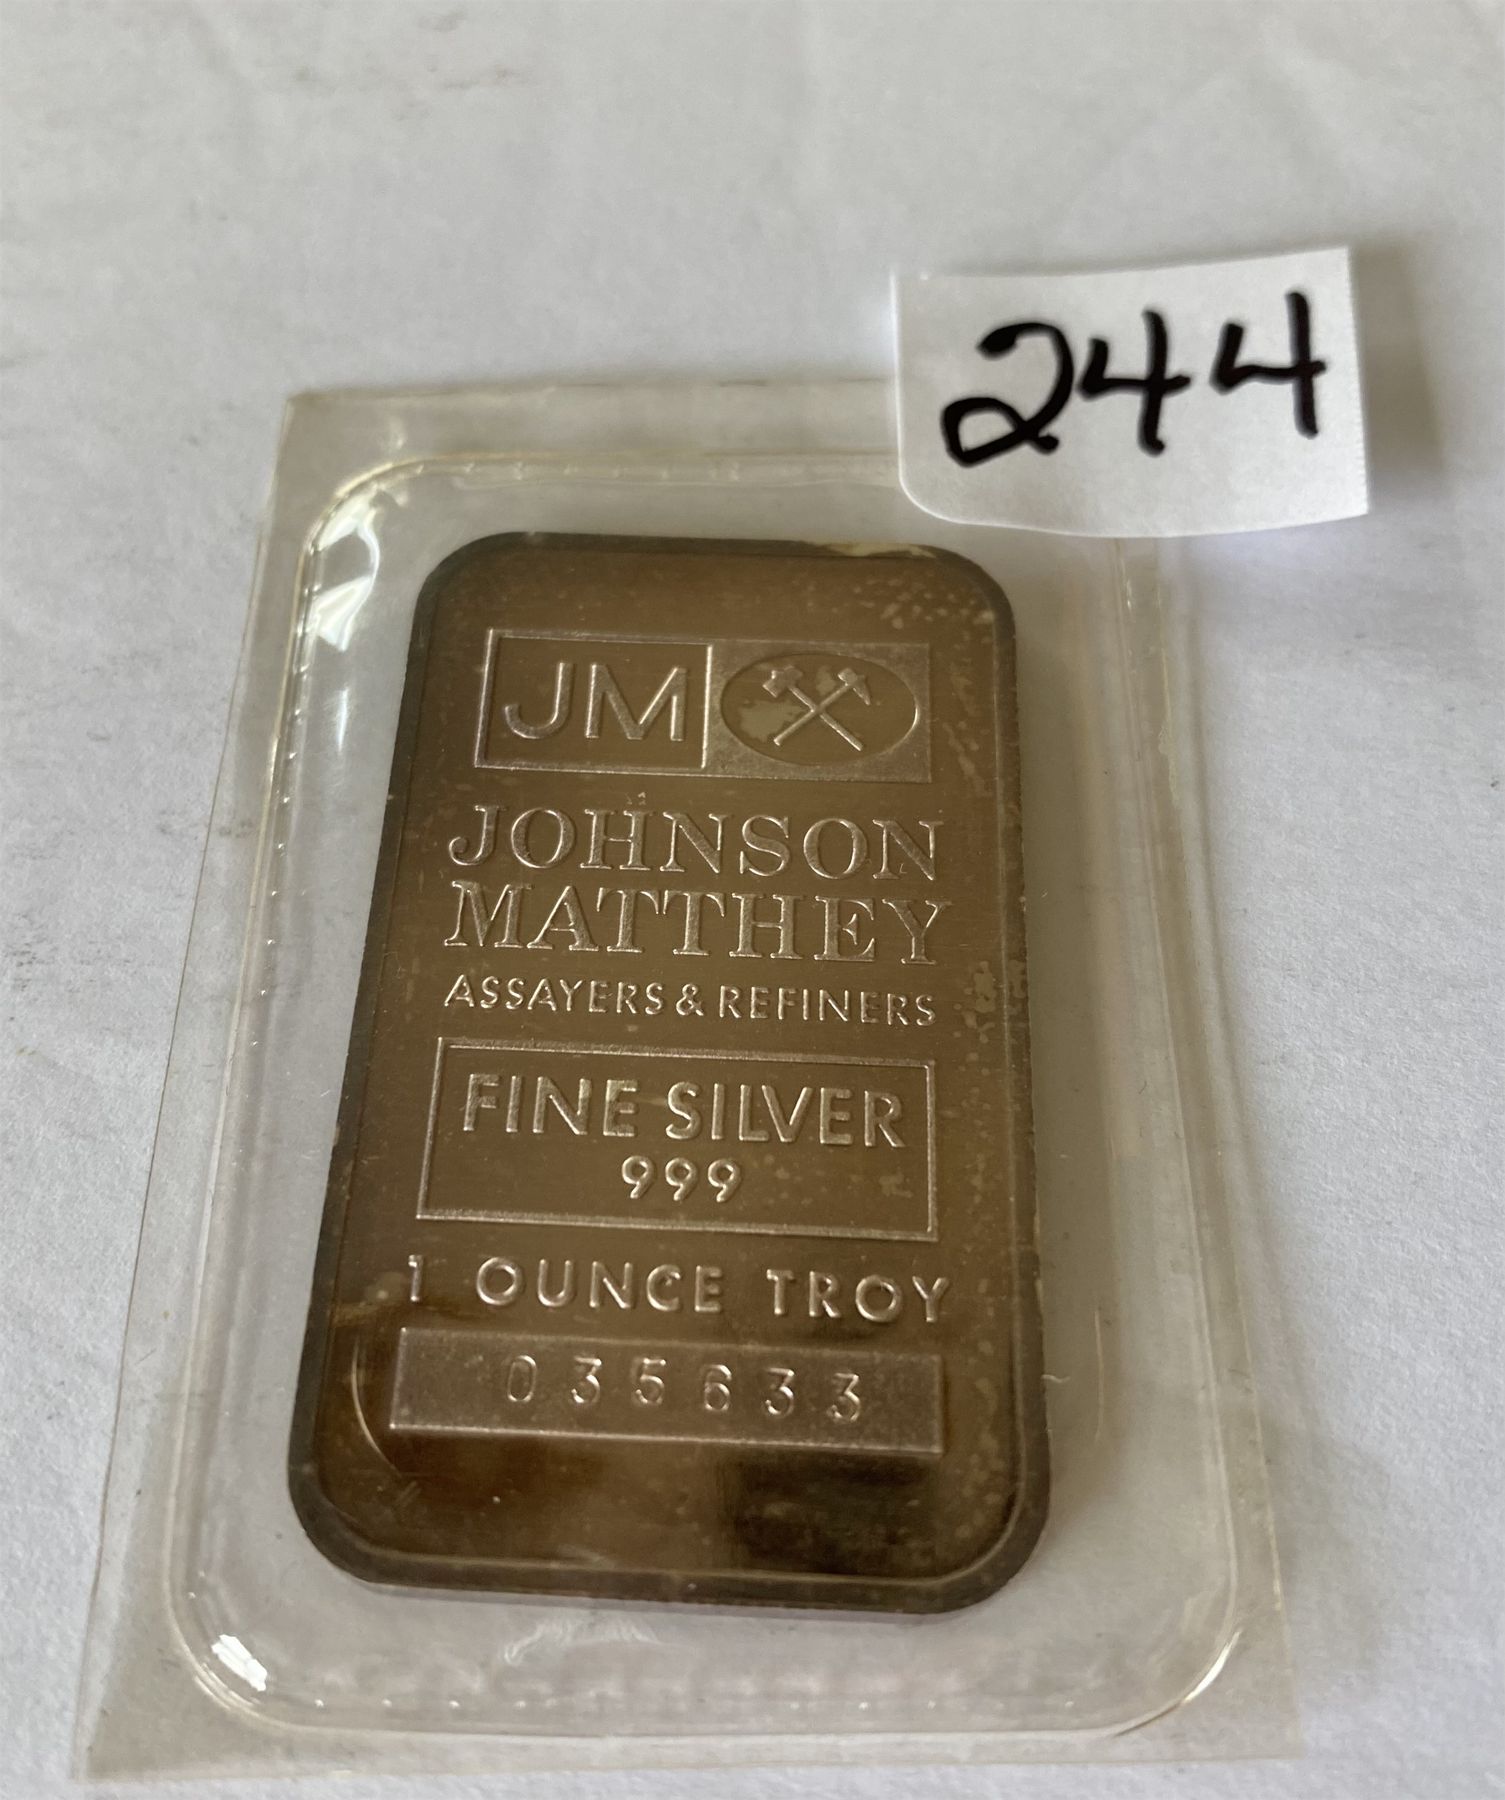 244
JM
JOHNSON
MATTHEY
ASSAYERS & REFINERS
FINE SILVER
999
1 OUNCE TROY
035633